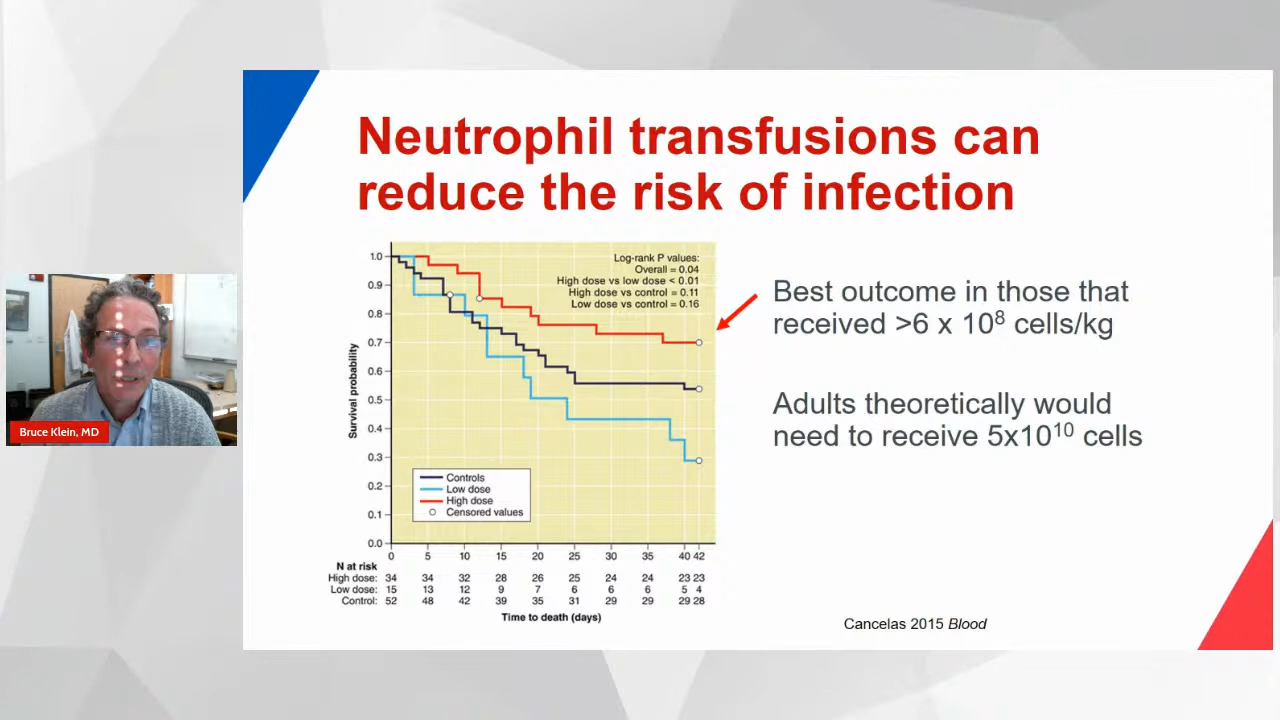 Neutrophil transfusions can
reduce the risk of infection
Log-rank P values:
Overall = 0.04
High dose vs low dose < 0.01
High dose vs control = 0.11
Low dose vs control = 0.16
Survival probability
1.0
0.9
0.8
0.7
0.6
0.5
0.4
0.3
0.2
0.1
0.0
Controls
Low dose
High dose
Censored values
0 5 10 15 20 25 30 35 40 42
N at risk
High dose: 34 34 32 28 26 25 24 24 23 23
Low dose: 15 13 12 9 7 6 6 6 5 4
Control: 52 48 42 39 35 31 29 29 29 28
Time to death (days)
Best outcome in those that
received >6 x 10⁸ cells/kg
Adults theoretically would
need to receive 5x10¹⁰ cells
Cancelas 2015 Blood
Bruce Klein, MD